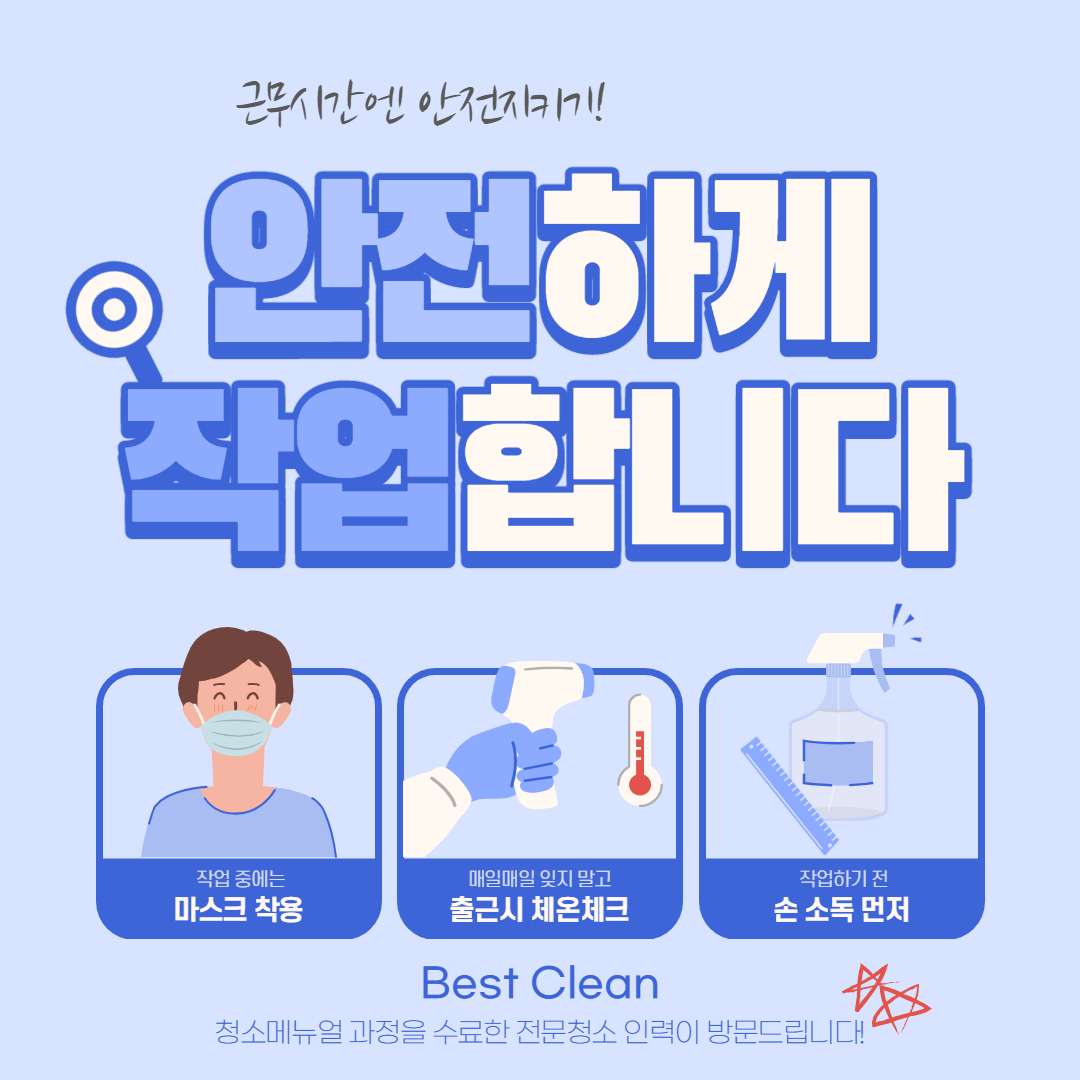 근무시간엔 안전지키기!
안전하게
작업합니다
작업 중에는
마스크 착용
매일매일 잊지 말고
출근시 체온체크
작업하기 전
손 소독 먼저
Best Clean
청소메뉴얼 과정을 수료한 전문청소 인력이 방문드립니다!